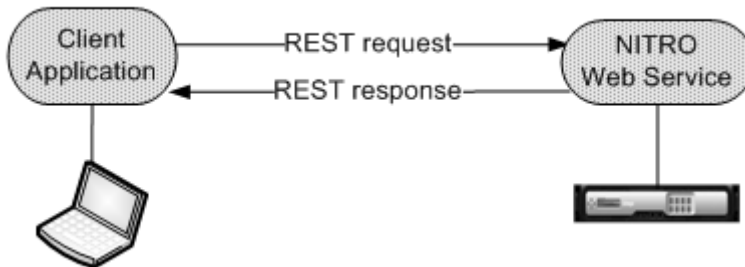 Client
Application
REST request
REST response
NITRO
Web Service